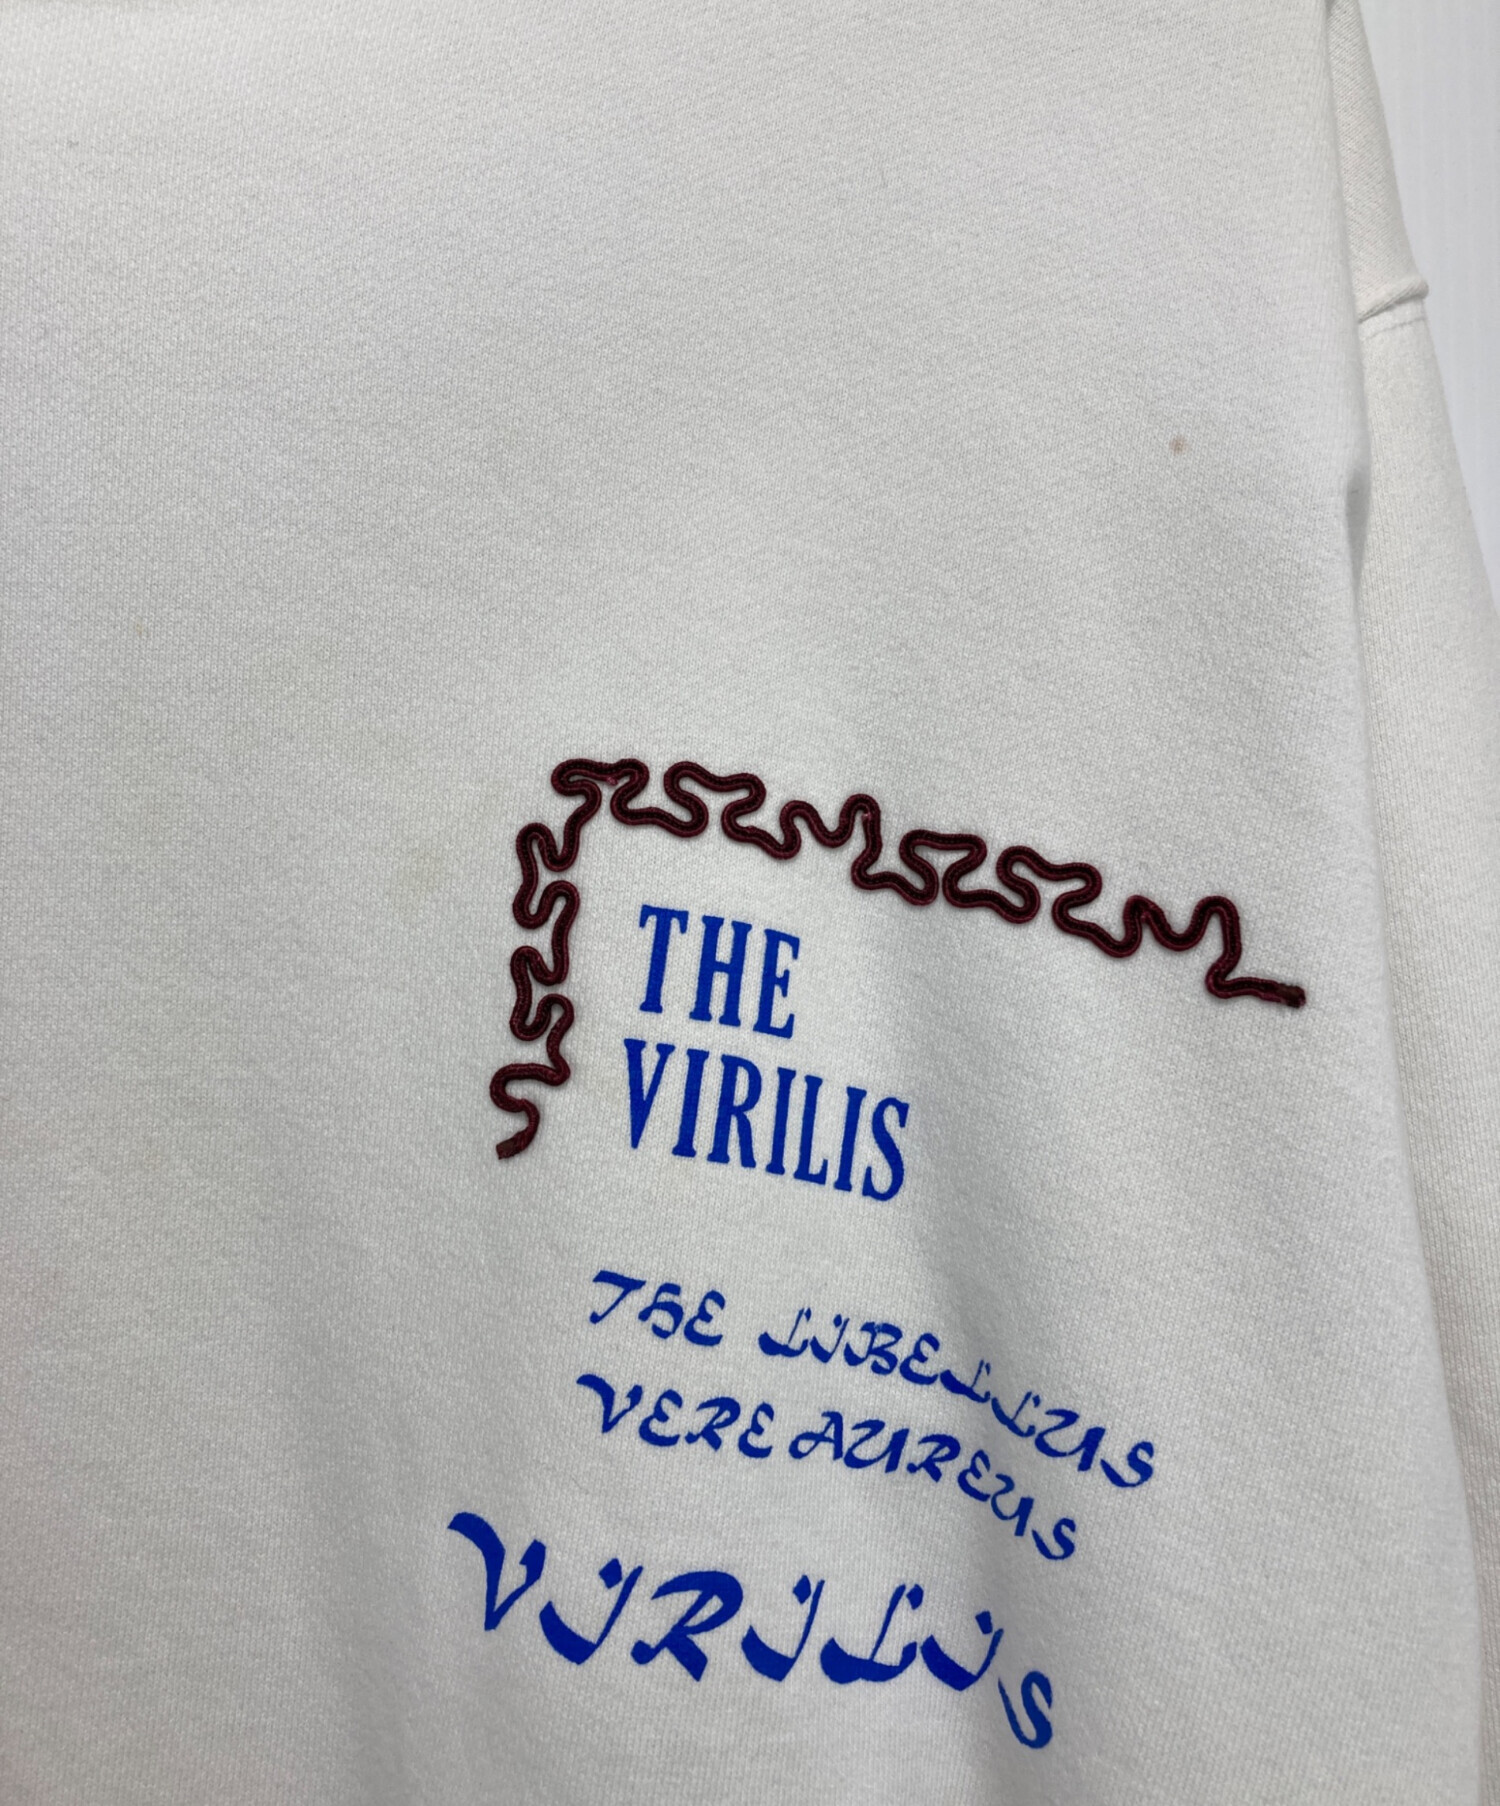 THE
VIRILIS
THE LIBELLUS
VERE AUREUS
VIRILIS